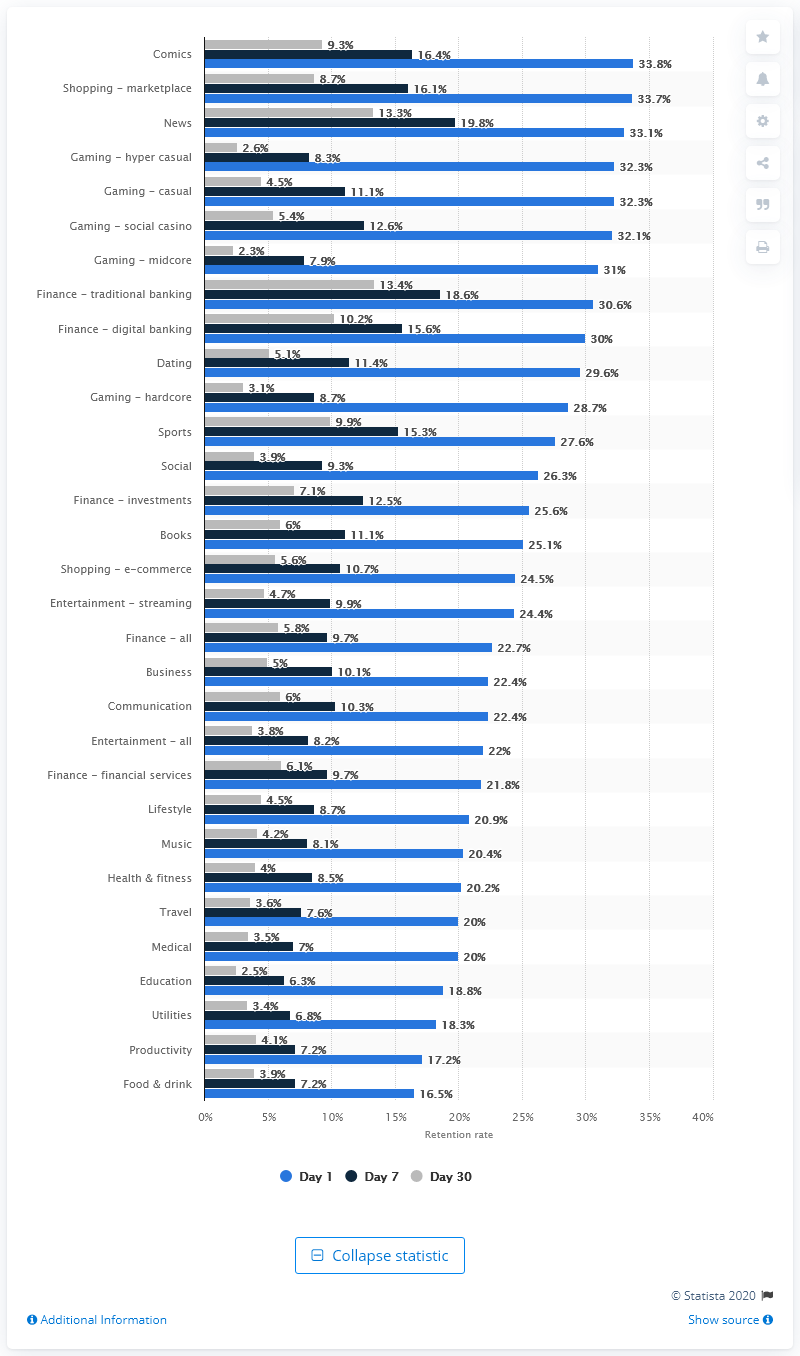 9.3%
Comics 16.4%
33.8%
8.7%
Shopping – marketplace 16.1%
33.7%
13.3%
News 19.8%
33.1%
2.6%
Gaming – hyper casual 8.3%
32.3%
4.5%
Gaming – casual 11.1%
32.3%
5.4%
Gaming – social casino 12.6%
32.1%
2.3%
Gaming – midcore 7.9%
31%
13.4%
Finance – traditional banking 18.6%
30.6%
10.2%
Finance – digital banking 15.6%
30%
5.1%
Dating 11.4%
29.6%
3.1%
Gaming – hardcore 8.7%
28.7%
9.9%
Sports 15.3%
27.6%
3.9%
Social 9.3%
26.3%
7.1%
Finance – investments 12.5%
25.6%
6%
Books 11.1%
25.1%
5.6%
Shopping – e-commerce 10.7%
24.5%
4.7%
Entertainment – streaming 9.9%
24.4%
5.8%
Finance – all 9.7%
22.7%
5%
Business 10.1%
22.4%
6%
Communication 10.3%
22.4%
3.8%
Entertainment – all 8.2%
22%
6.1%
Finance – financial services 9.7%
21.8%
4.5%
Lifestyle 8.7%
20.9%
4.2%
Music 8.1%
20.4%
4%
Health & fitness 8.5%
20.2%
3.6%
Travel 7.6%
20%
3.5%
Medical 7%
20%
2.5%
Education 6.3%
18.8%
3.4%
Utilities 6.8%
18.3%
4.1%
Productivity 7.2%
17.2%
3.9%
Food & drink 7.2%
16.5%
0% 5% 10% 15% 20% 25% 30% 35% 40%
Retention rate
Day 1 Day 7 Day 30
Collapse statistic
© Statista 2020
Additional Information Show source